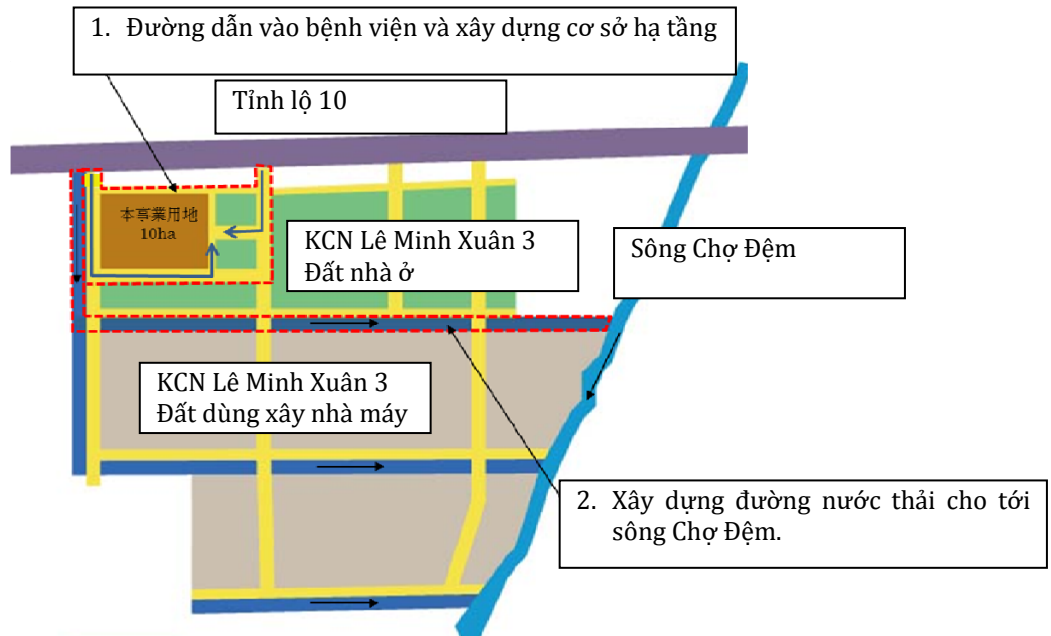 1. Đường dẫn vào bệnh viện và xây dựng cơ sở hạ tầng
Tỉnh lộ 10
本事業用地
10ha
KCN Lê Minh Xuân 3
Đất nhà ở
Sông Chợ Đệm
KCN Lê Minh Xuân 3
Đất dùng xây nhà máy
2. Xây dựng đường nước thải cho tới
sông Chợ Đệm.